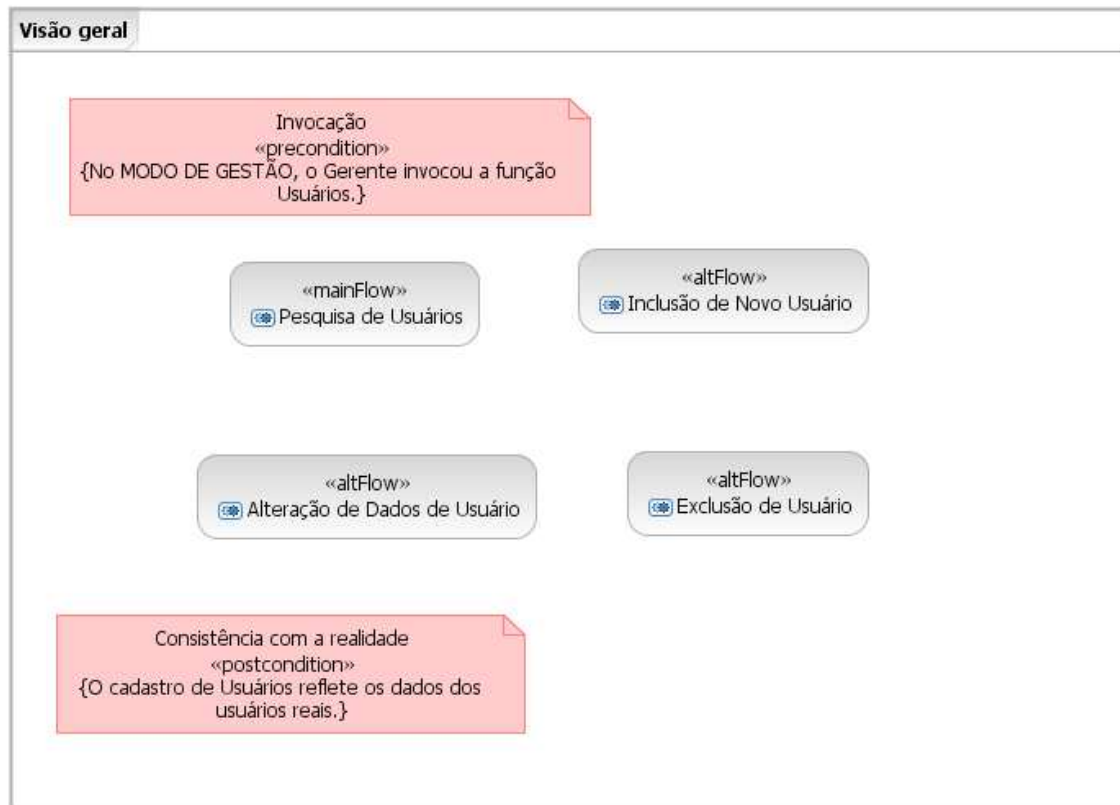 Visão geral
Invocação
«precondition»
{No MODO DE GESTÃO, o Gerente invocou a função
Usuários.}
«mainFlow»
Pesquisa de Usuários
«altFlow»
Inclusão de Novo Usuário
«altFlow»
Alteração de Dados de Usuário
«altFlow»
Exclusão de Usuário
Consistência com a realidade
«postcondition»
{O cadastro de Usuários reflete os dados dos
usuários reais.}